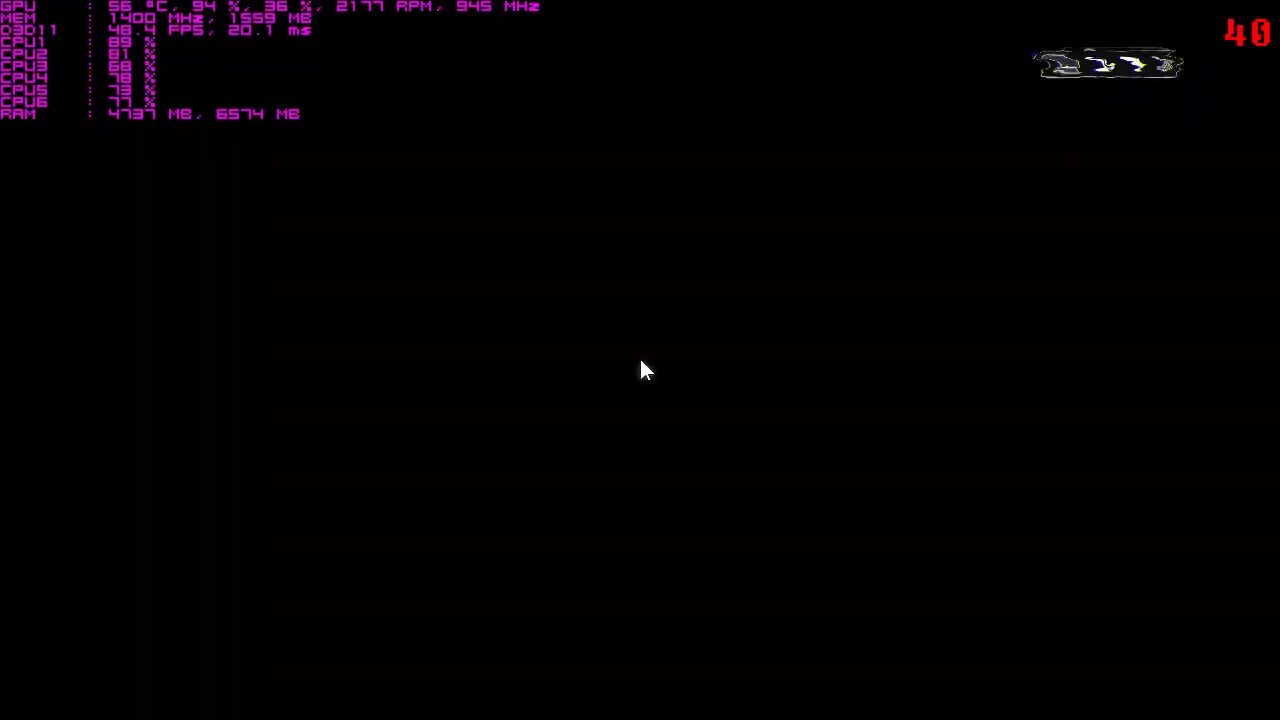 GPU : 56 °C, 94 %, 36 %, 2177 RPM, 945 MHz
MEM : 1400 MHz, 1559 MB
D3D11 : 48.4 FPS, 20.1 ms
CPU1 : 89 %
CPU2 : 81 %
CPU3 : 68 %
CPU4 : 78 %
CPU5 : 73 %
CPU6 : 77 %
RAM : 4737 MB, 6574 MB
40